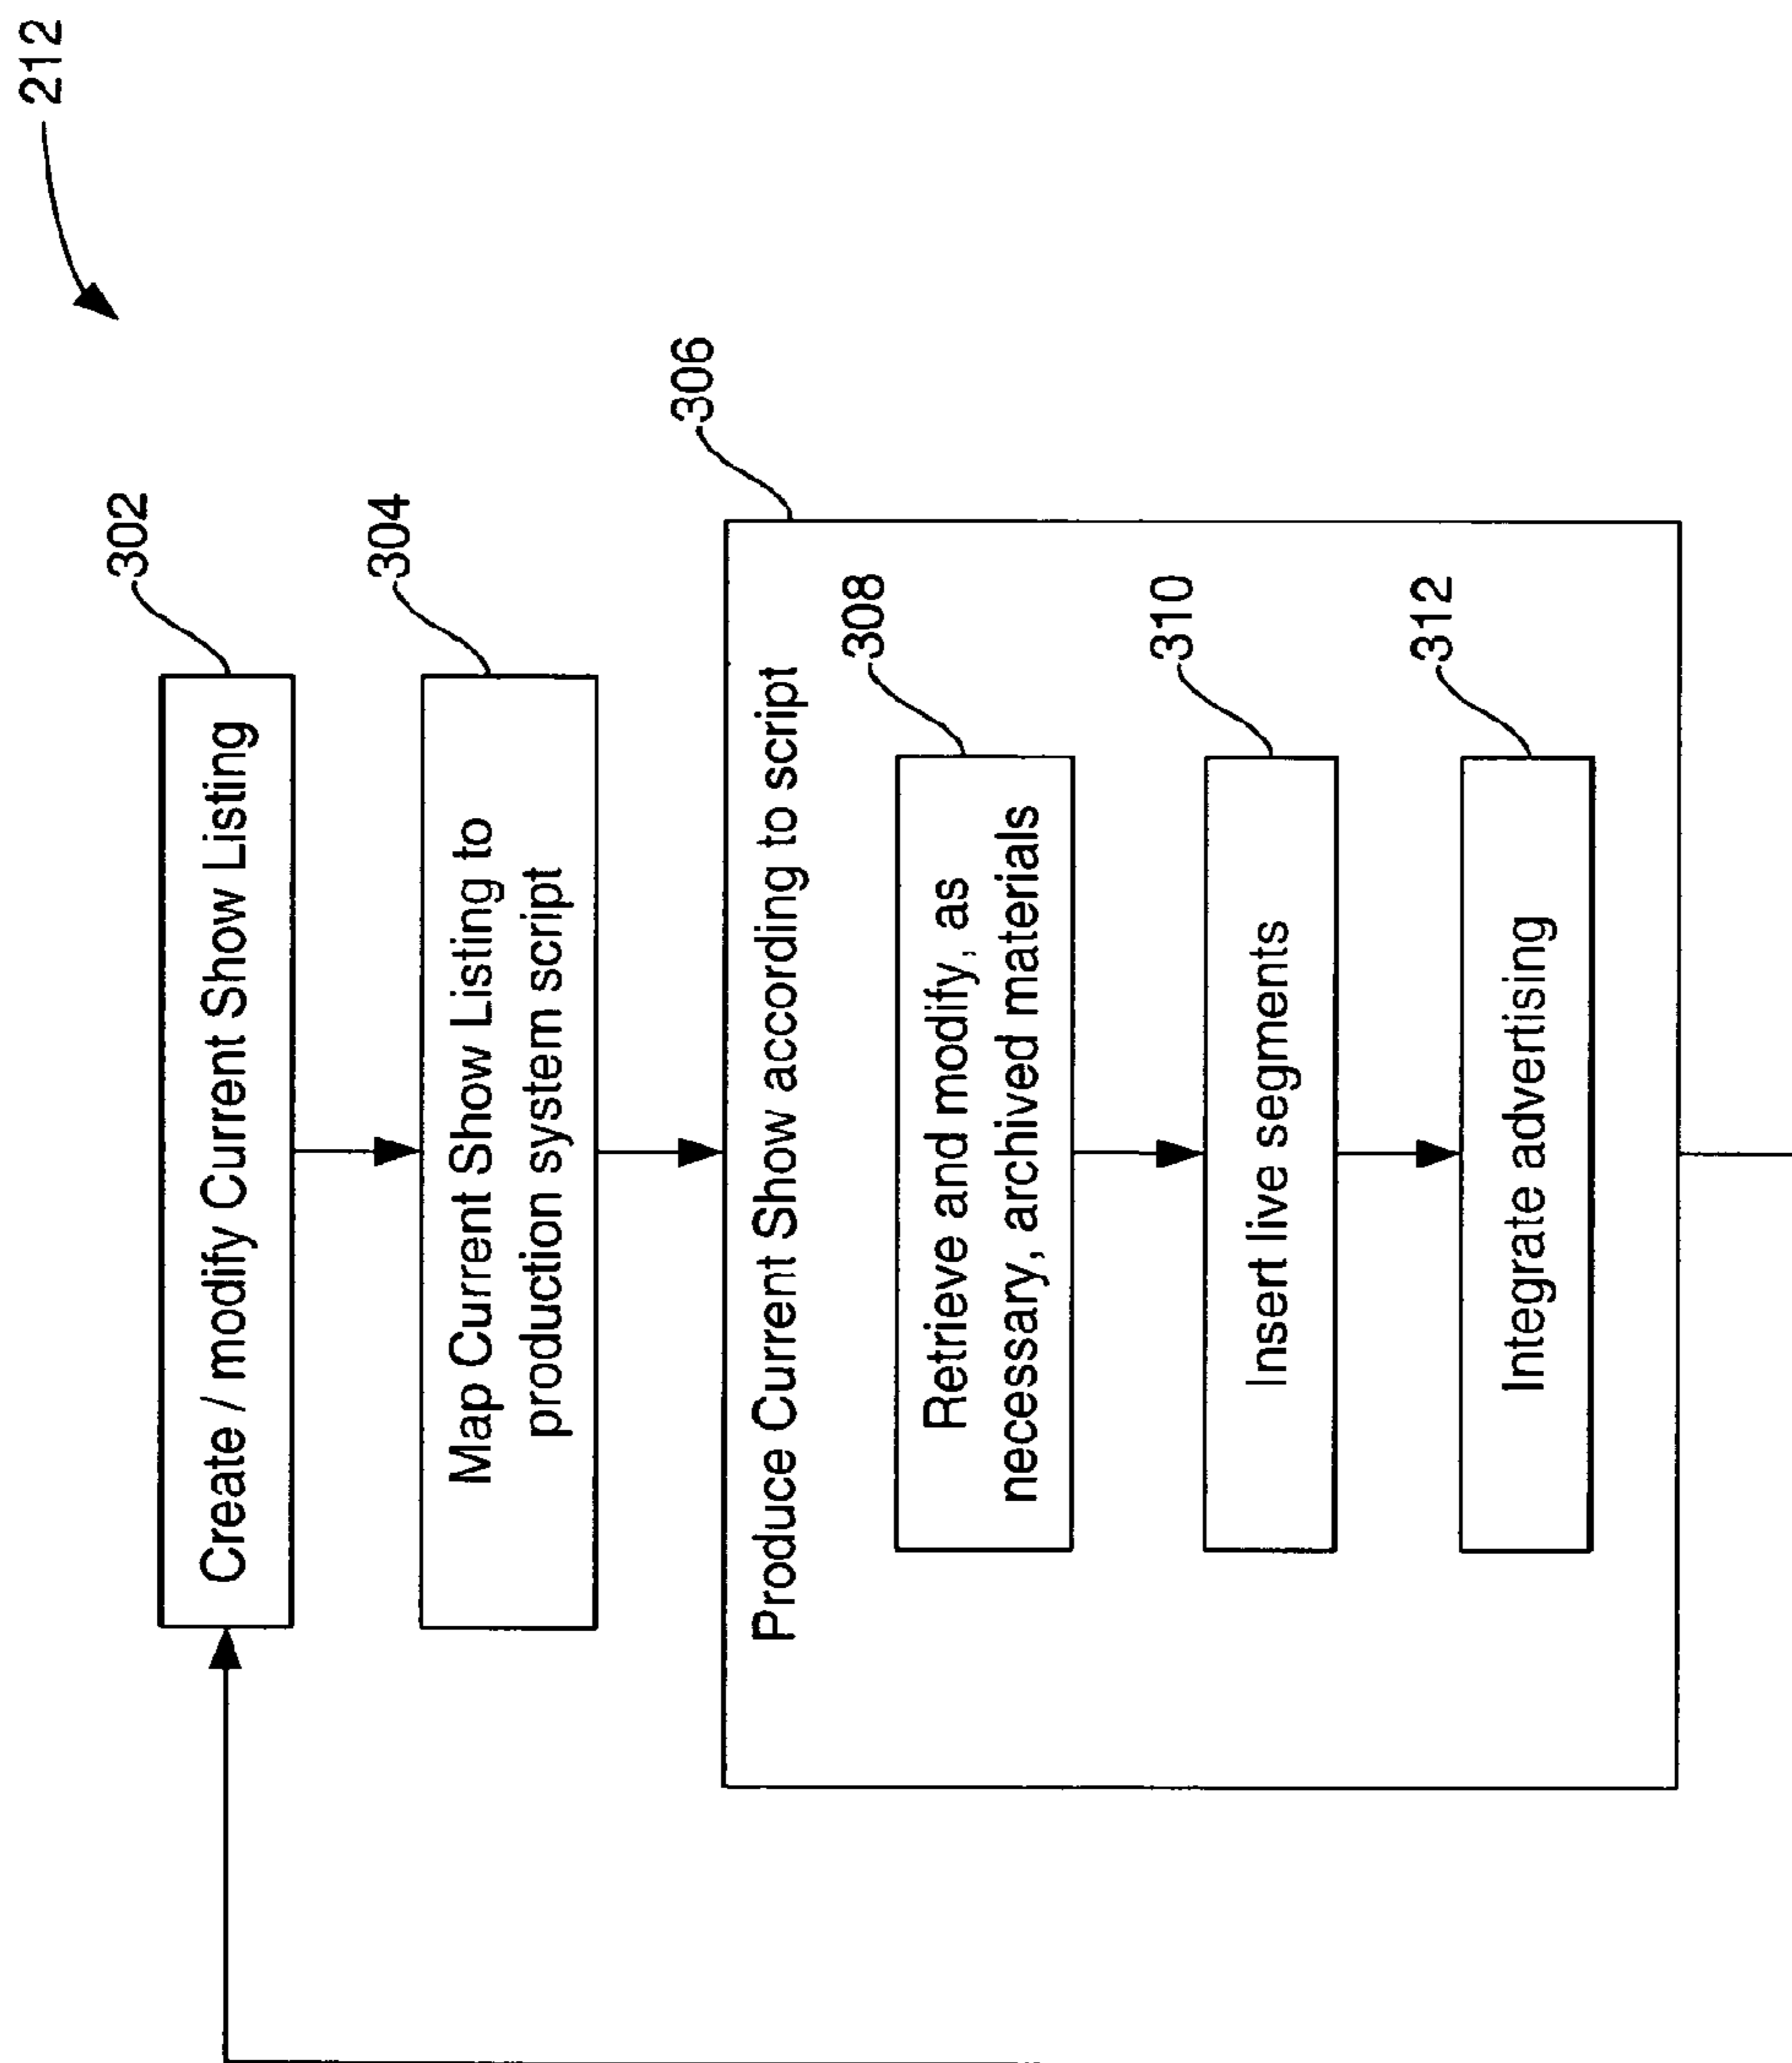 212
302
Create / modify Current Show Listing
304
Map Current Show Listing to
production system script
306
Produce Current Show according to script
308
Retrieve and modify, as
necessary, archived materials
310
Insert live segments
312
Integrate advertising